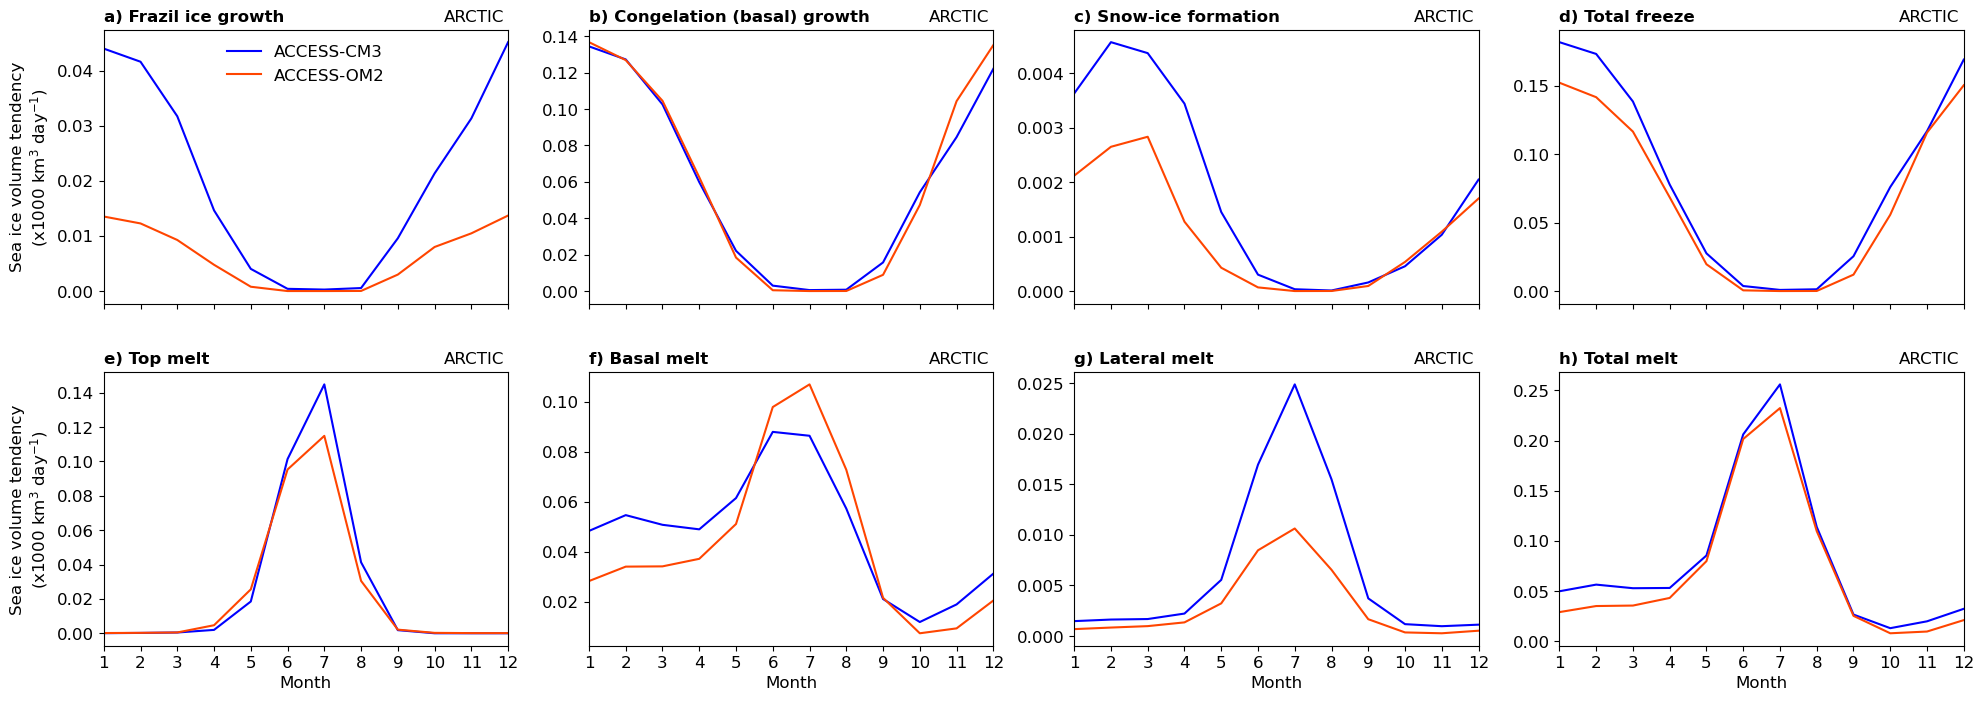 a) Frazil ice growth ARCTIC
b) Congelation (basal) growth ARCTIC
c) Snow-ice formation ARCTIC
d) Total freeze ARCTIC
Sea ice volume tendency
(x1000 km³ day⁻¹)
ACCESS-CM3
ACCESS-OM2
0.04
0.03
0.02
0.01
0.00
0.14
0.12
0.10
0.08
0.06
0.04
0.02
0.00
0.004
0.003
0.002
0.001
0.000
0.15
0.10
0.05
0.00
e) Top melt ARCTIC
f) Basal melt ARCTIC
g) Lateral melt ARCTIC
h) Total melt ARCTIC
Sea ice volume tendency
(x1000 km³ day⁻¹)
0.14
0.12
0.10
0.08
0.06
0.04
0.02
0.00
1 2 3 4 5 6 7 8 9 10 11 12
Month
0.10
0.08
0.06
0.04
0.02
1 2 3 4 5 6 7 8 9 10 11 12
Month
0.025
0.020
0.015
0.010
0.005
0.000
1 2 3 4 5 6 7 8 9 10 11 12
Month
0.25
0.20
0.15
0.10
0.05
0.00
1 2 3 4 5 6 7 8 9 10 11 12
Month